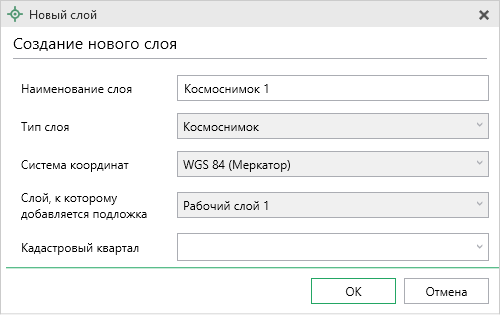 Новый слой
Создание нового слоя
Наименование слоя
Космоснимок 1
Тип слоя
Космоснимок
Система координат
WGS 84 (Меркатор)
Слой, к которому
добавляется подложка
Рабочий слой 1
Кадастровый квартал
ОК
Отмена